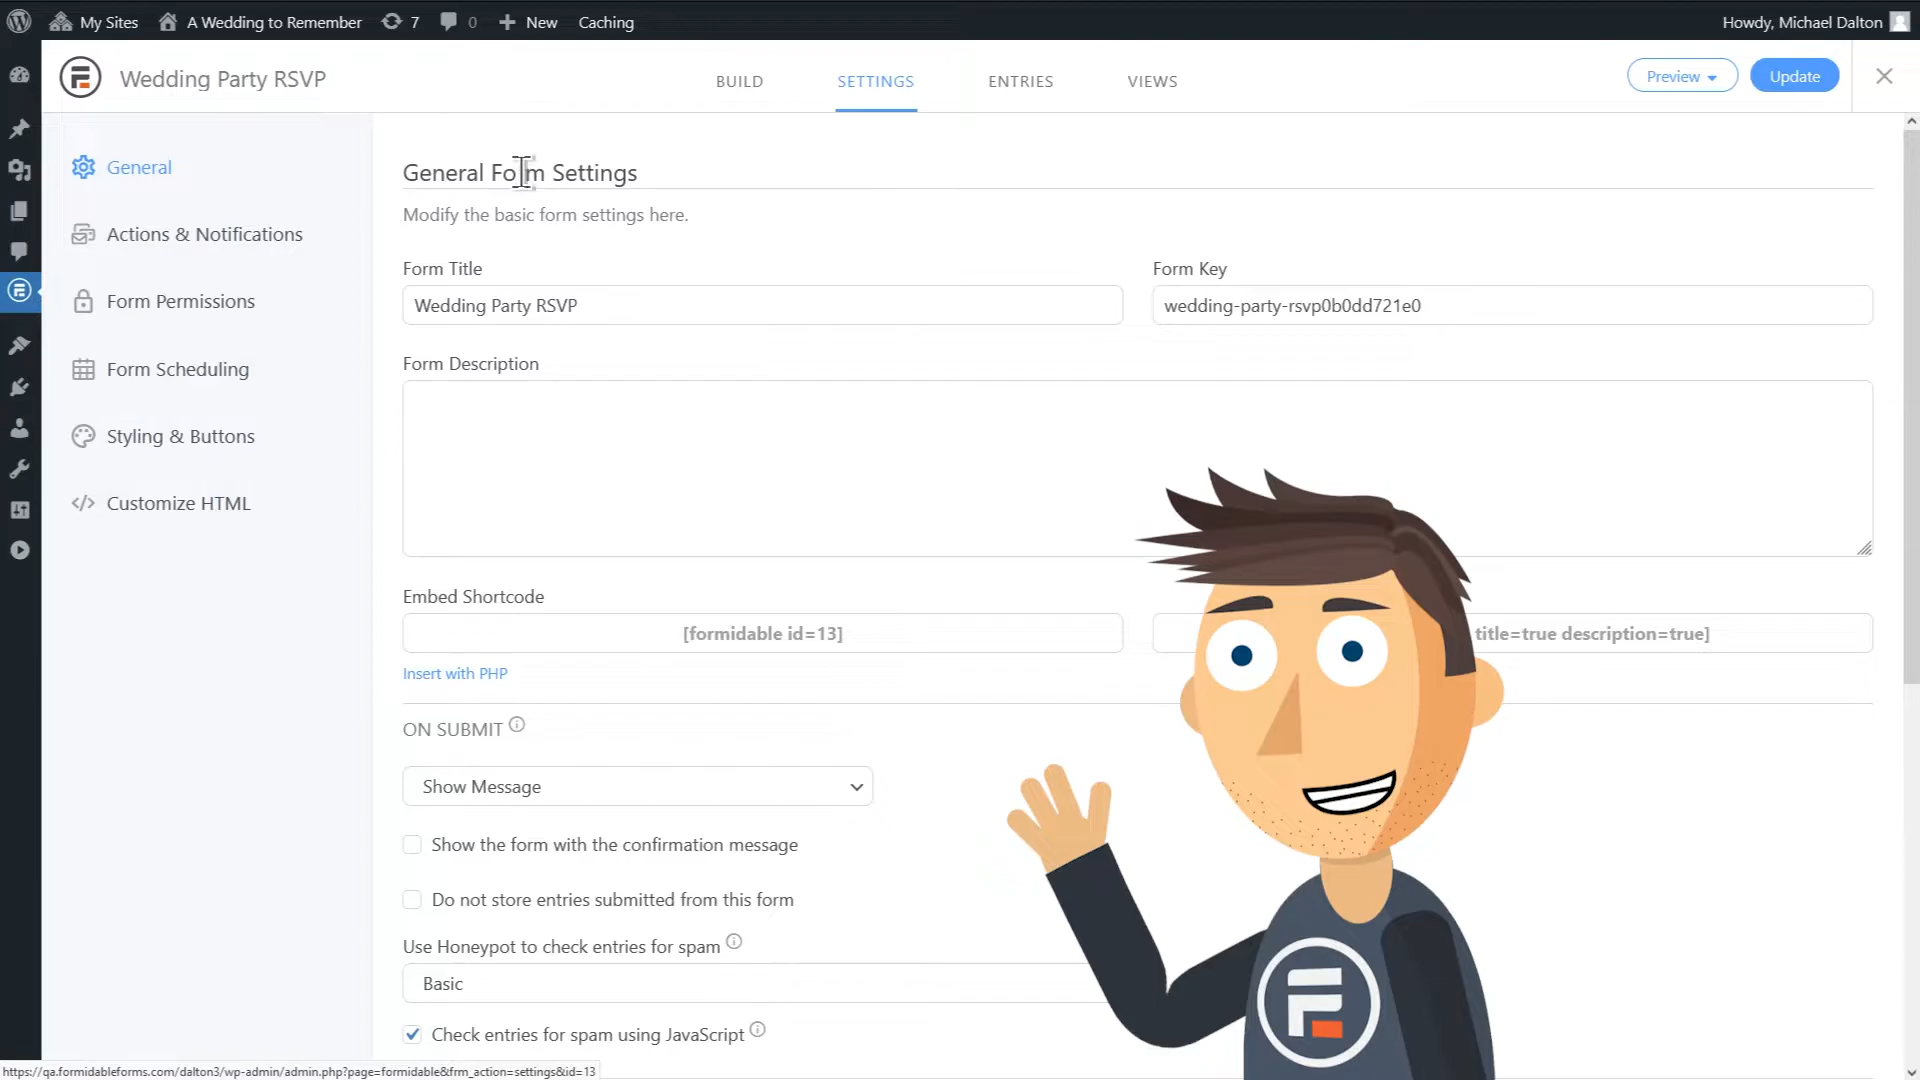 My Sites A Wedding to Remember 7 0 New Caching Howdy, Michael Dalton
Wedding Party RSVP BUILD SETTINGS ENTRIES VIEWS Preview Update
General
Actions & Notifications
Form Permissions
Form Scheduling
Styling & Buttons
Customize HTML
General Form Settings
Modify the basic form settings here.
Form Title Form Key
Wedding Party RSVP wedding-party-rsvp0b0dd721e0
Form Description
Embed Shortcode
[formidable id=13] title=true description=true]
Insert with PHP
ON SUBMIT
Show Message
Show the form with the confirmation message
Do not store entries submitted from this form
Use Honeypot to check entries for spam
Basic
Check entries for spam using JavaScript
https://qa.formidableforms.com/dalton3/wp-admin/admin.php?page=formidable&frm_action=settings&id=13